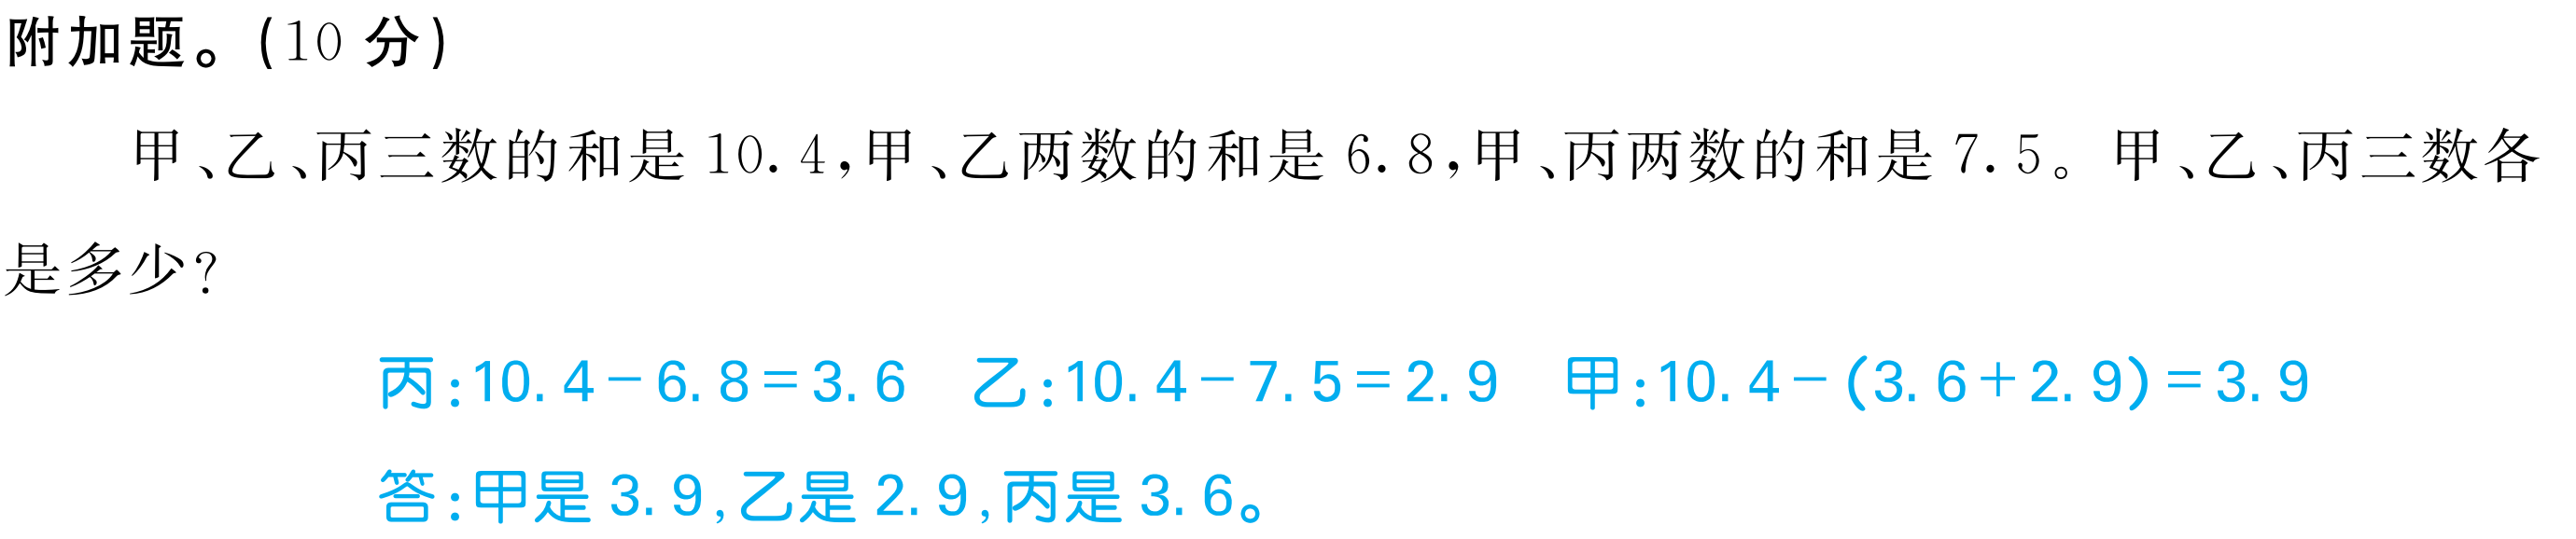 附加题。(10 分)
甲、乙、丙三数的和是 10.4,甲、乙两数的和是 6.8,甲、丙两数的和是 7.5。甲、乙、丙三数各
是多少?
丙:10.4-6.8=3.6 乙:10.4-7.5=2.9 甲:10.4-(3.6+2.9)=3.9
答:甲是 3.9,乙是 2.9,丙是 3.6。